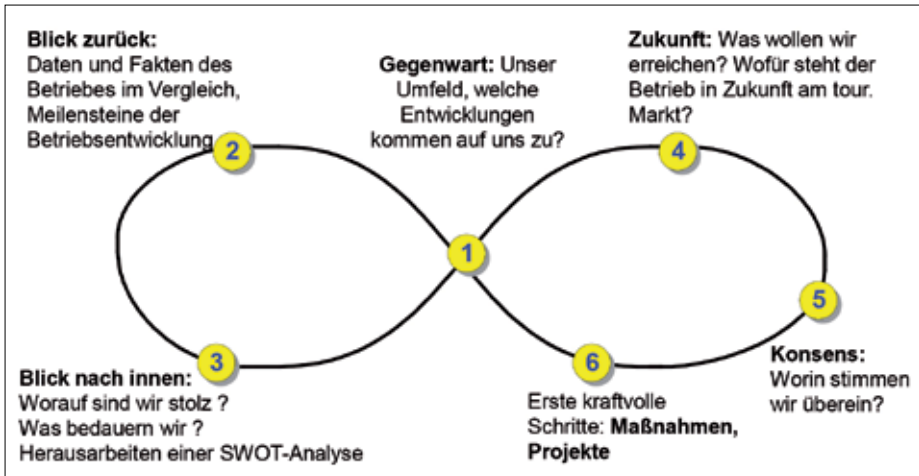 Blick zurück:
Daten und Fakten des
Betriebes im Vergleich,
Meilensteine der
Betriebsentwicklung
2
Gegenwart: Unser
Umfeld, welche
Entwicklungen
kommen auf uns zu?
1
Zukunft: Was wollen wir
erreichen? Wofür steht der
Betrieb in Zukunft am tour.
Markt?
4
3
Blick nach innen:
Worauf sind wir stolz ?
Was bedauern wir ?
Herausarbeiten einer SWOT-Analyse
6
Erste kraftvolle
Schritte: Maßnahmen,
Projekte
5
Konsens:
Worin stimmen
wir überein?